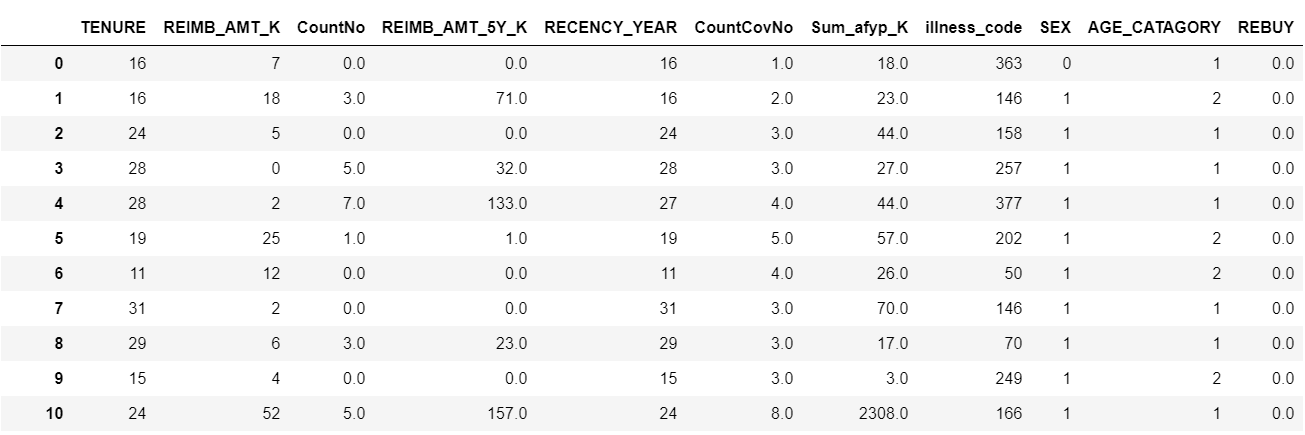 TENURE REIMB_AMT_K CountNo REIMB_AMT_5Y_K RECENCY_YEAR CountCovNo Sum_afyp_K illness_code SEX AGE_CATAGORY REBUY
0 16 7 0.0 0.0 16 1.0 18.0 363 0 1 0.0
1 16 18 3.0 71.0 16 2.0 23.0 146 1 2 0.0
2 24 5 0.0 0.0 24 3.0 44.0 158 1 1 0.0
3 28 0 5.0 32.0 28 3.0 27.0 257 1 1 0.0
4 28 2 7.0 133.0 27 4.0 44.0 377 1 1 0.0
5 19 25 1.0 1.0 19 5.0 57.0 202 1 2 0.0
6 11 12 0.0 0.0 11 4.0 26.0 50 1 2 0.0
7 31 2 0.0 0.0 31 3.0 70.0 146 1 1 0.0
8 29 6 3.0 23.0 29 3.0 17.0 70 1 1 0.0
9 15 4 0.0 0.0 15 3.0 3.0 249 1 2 0.0
10 24 52 5.0 157.0 24 8.0 2308.0 166 1 1 0.0